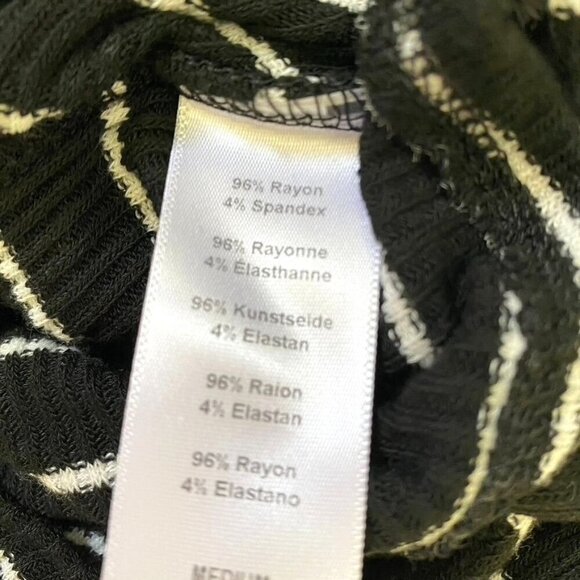 96% Rayon
4% Spandex
96% Rayonne
4% Élasthanne
96% Kunstseide
4% Elastan
96% Raion
4% Elastan
96% Rayon
4% Elastano
MEDIUM